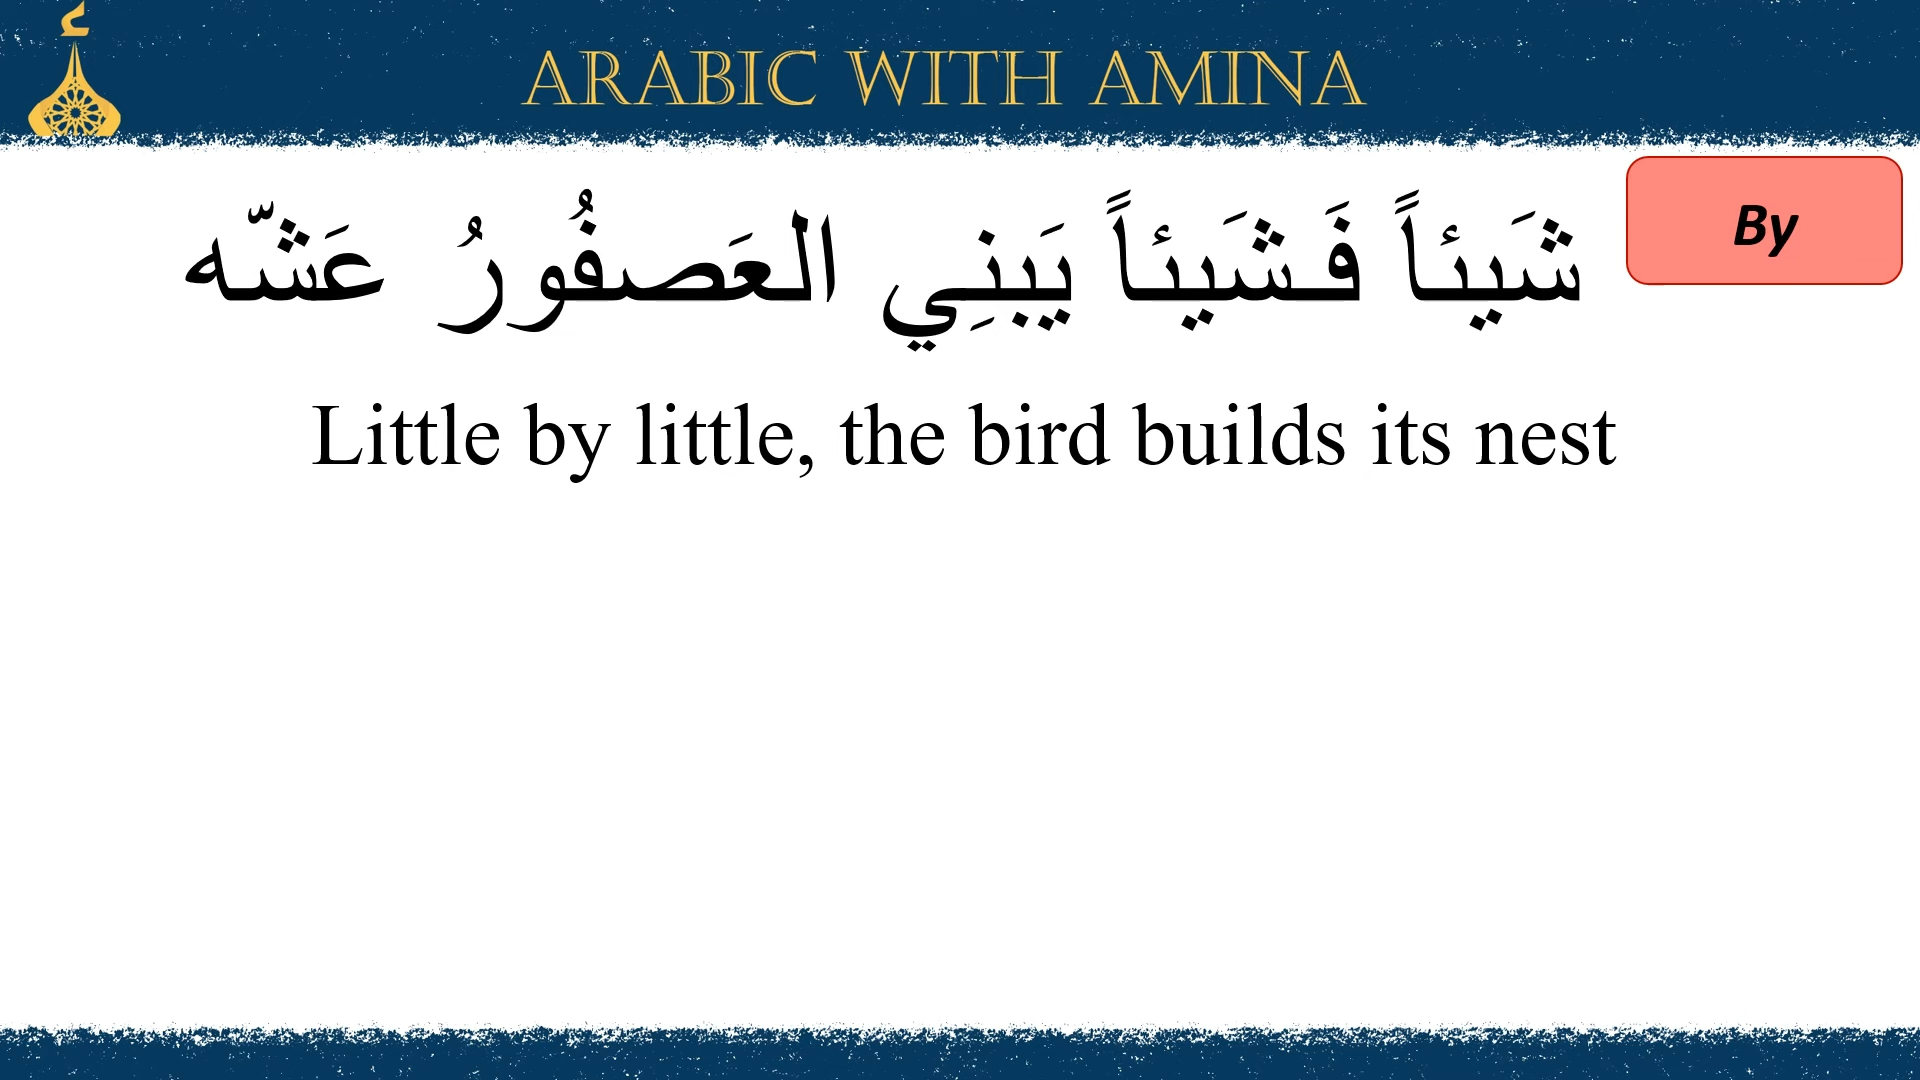 ARABIC WITH AMINA
By
شَيئاً فَشَيئاً يَبنِي العَصفُورُ عَشّه
Little by little, the bird builds its nest